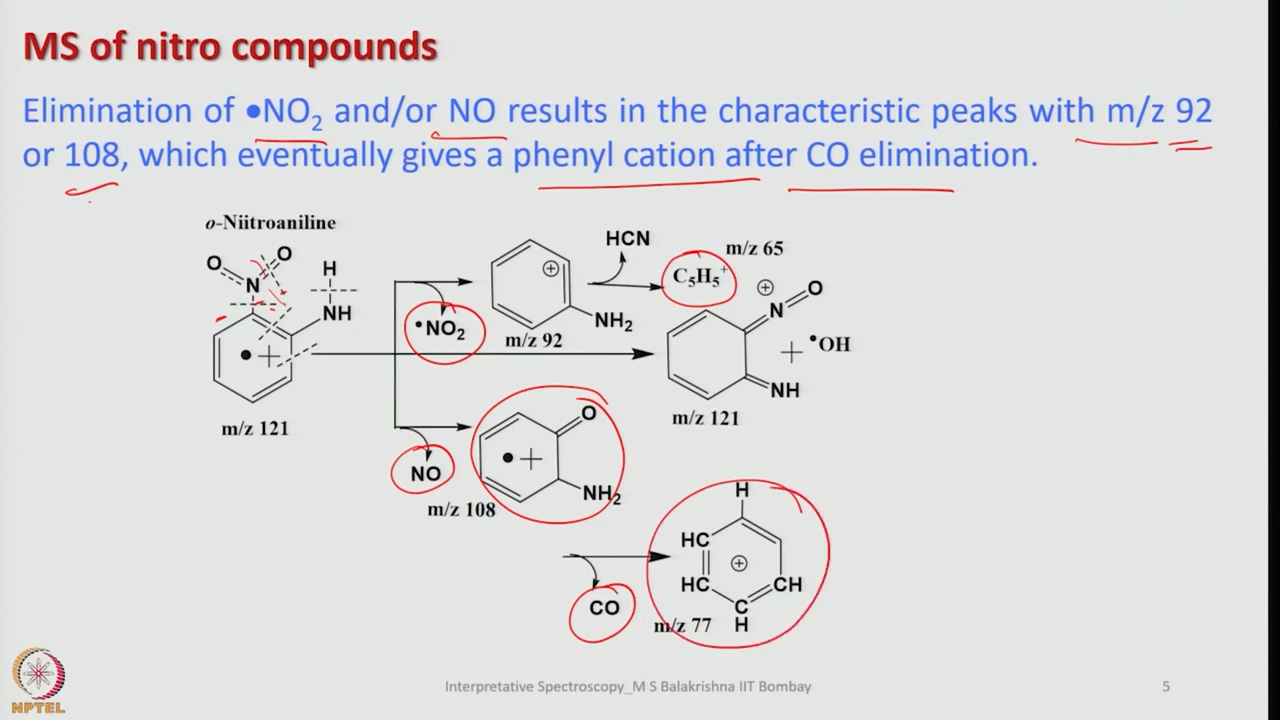 MS of nitro compounds
Elimination of •NO₂ and/or NO results in the characteristic peaks with m/z 92
or 108, which eventually gives a phenyl cation after CO elimination.
o-Niitroaniline
O
O
N
H
NH
•+
m/z 121
•NO₂
⊕
NH₂
m/z 92
HCN
C₅H₅⁺
m/z 65
⊕
N
O
NH
+ •OH
m/z 121
NO
O
•+
NH₂
m/z 108
CO
H
HC
HC
⊕
CH
C
H
m/z 77
NPTEL
Interpretative Spectroscopy_M S Balakrishna IIT Bombay
5